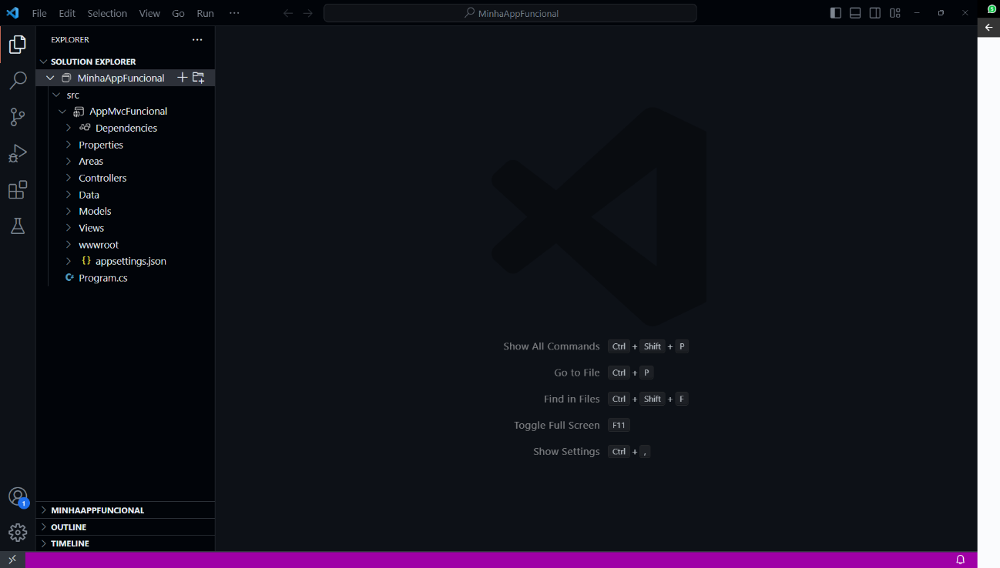 File Edit Selection View Go Run ···
MinhaAppFuncional
5
EXPLORER ···
SOLUTION EXPLORER
MinhaAppFuncional
src
AppMvcFuncional
Dependencies
Properties
Areas
Controllers
Data
Models
Views
wwwroot
{} appsettings.json
C# Program.cs
Show All Commands Ctrl + Shift + P
Go to File Ctrl + P
Find in Files Ctrl + Shift + F
Toggle Full Screen F11
Show Settings Ctrl + ,
1
MINHAAPPFUNCIONAL
OUTLINE
TIMELINE